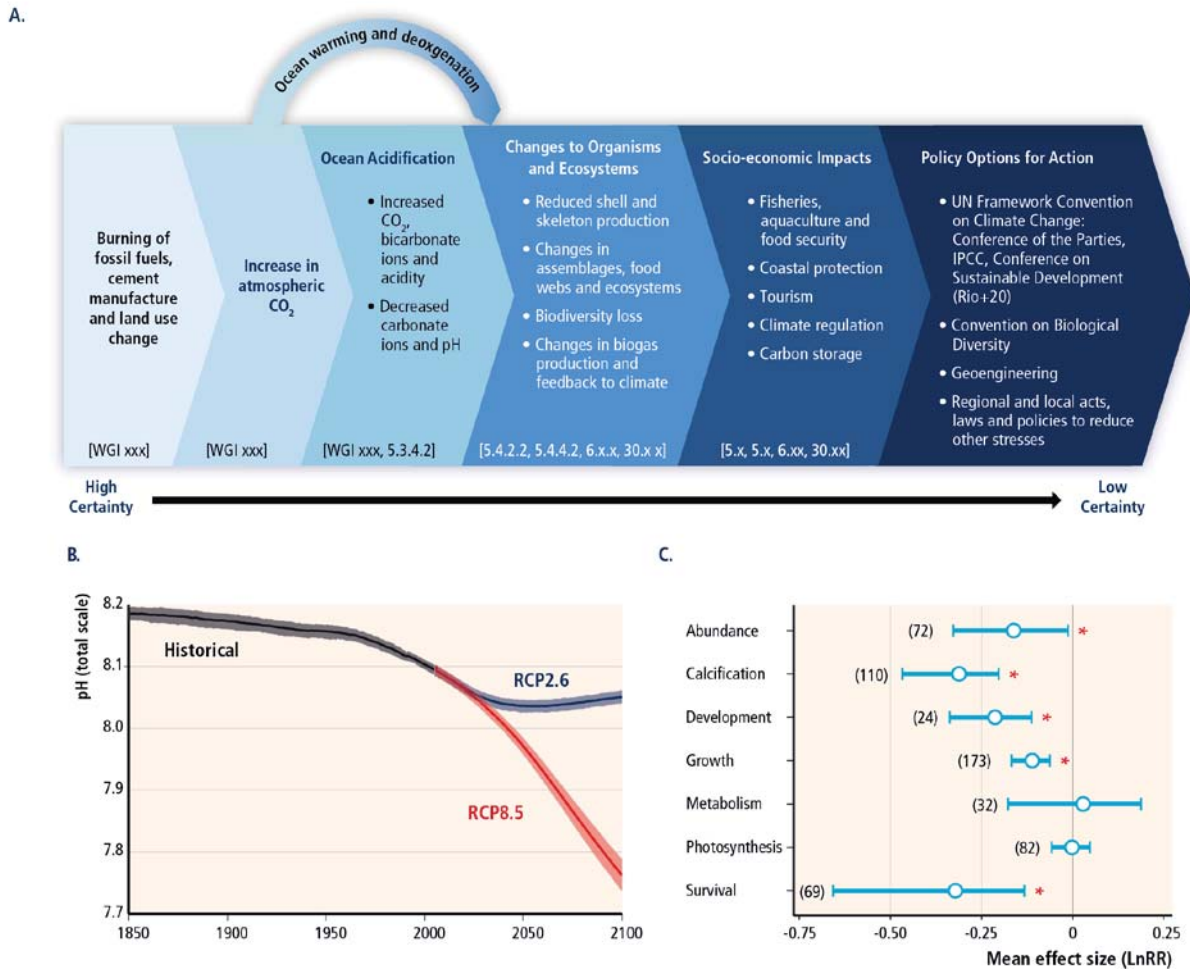 A.
Ocean warming and deoxgenation
Burning of
fossil fuels,
cement
manufacture
and land use
change
[WGI xxx]
Increase in
atmospheric
CO2
[WGI xxx]
Ocean Acidification
• Increased
CO2,
bicarbonate
ions and
acidity
• Decreased
carbonate
ions and pH
[WGI xxx, 5.3.4.2]
Changes to Organisms
and Ecosystems
• Reduced shell and
skeleton production
• Changes in
assemblages, food
webs and ecosystems
• Biodiversity loss
• Changes in biogas
production and
feedback to climate
[5.4.2.2, 5.4.4.2, 6.x.x, 30.x x]
Socio-economic Impacts
• Fisheries,
aquaculture and
food security
• Coastal protection
• Tourism
• Climate regulation
• Carbon storage
[5.x, 5.x, 6.xx, 30.xx]
Policy Options for Action
• UN Framework Convention
on Climate Change:
Conference of the Parties,
IPCC, Conference on
Sustainable Development
(Rio+20)
• Convention on Biological
Diversity
• Geoengineering
• Regional and local acts,
laws and policies to reduce
other stresses
High
Certainty
Low
Certainty
B.
pH (total scale)
8.2
8.1
8.0
7.9
7.8
7.7
Historical
RCP2.6
RCP8.5
1850 1900 1950 2000 2050 2100
C.
Abundance (72) *
Calcification (110) *
Development (24) *
Growth (173) *
Metabolism (32)
Photosynthesis (82)
Survival (69) *
-0.75 -0.25 0 0.25
Mean effect size (LnRR)